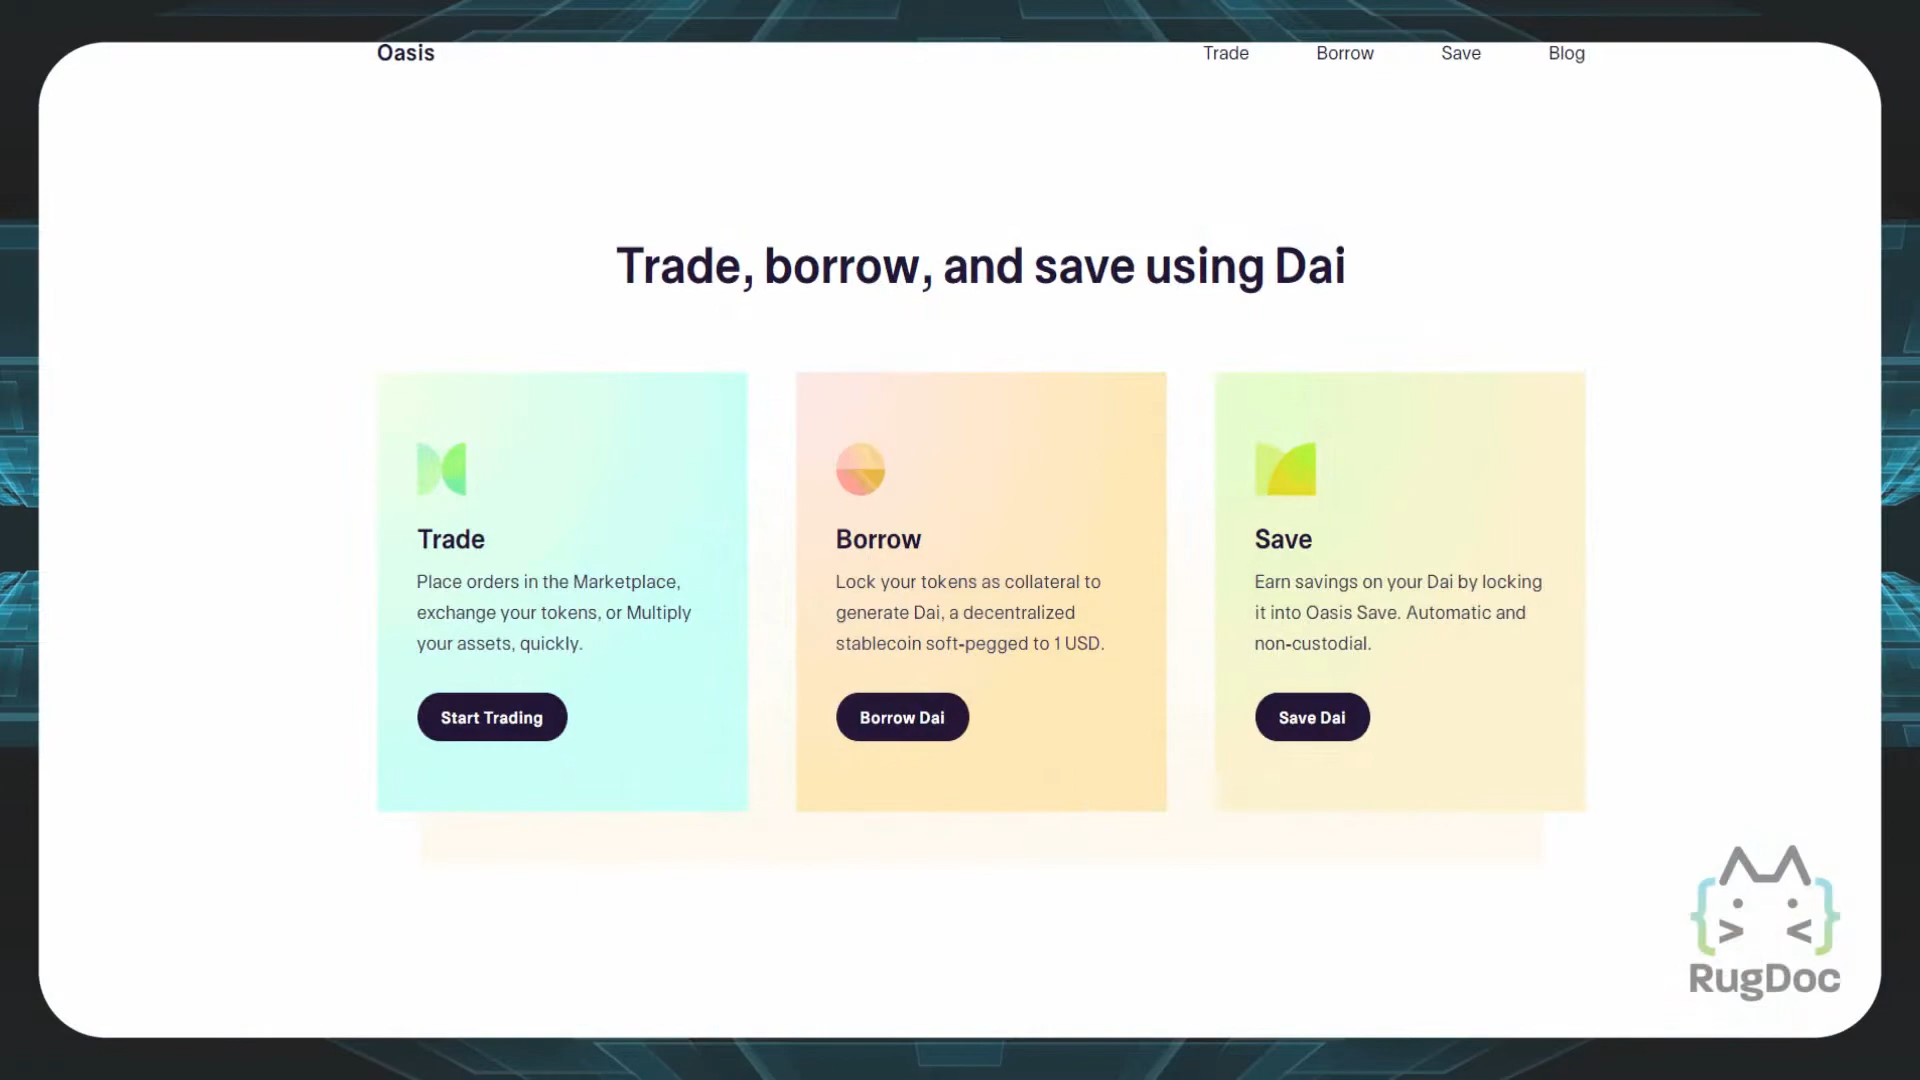 Oasis
Trade Borrow Save Blog
Trade, borrow, and save using Dai
Trade
Place orders in the Marketplace,
exchange your tokens, or Multiply
your assets, quickly.
Start Trading
Borrow
Lock your tokens as collateral to
generate Dai, a decentralized
stablecoin soft-pegged to 1 USD.
Borrow Dai
Save
Earn savings on your Dai by locking
it into Oasis Save. Automatic and
non-custodial.
Save Dai
RugDoc